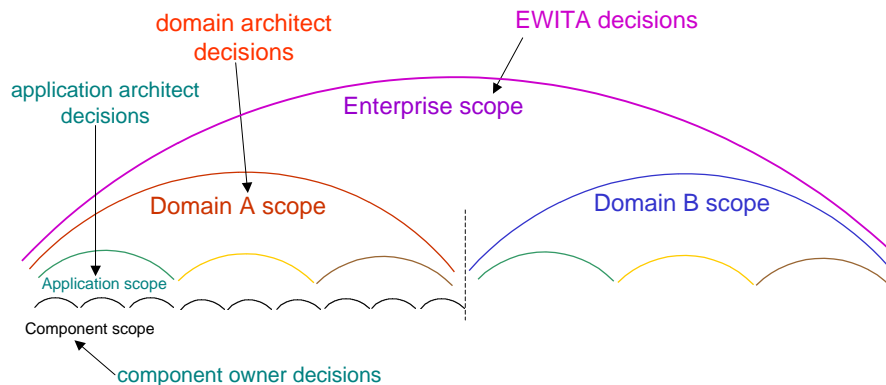 domain architect
decisions
EWITA decisions
application architect
decisions
Enterprise scope
Domain A scope
Domain B scope
Application scope
Component scope
component owner decisions